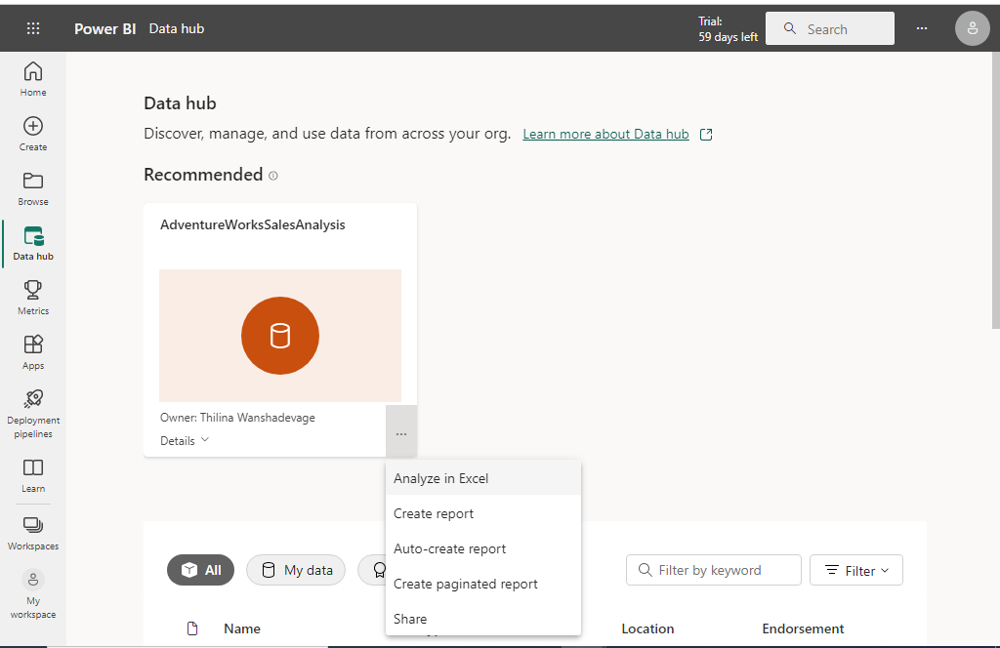 Power BI Data hub
Trial:
59 days left
Search
Home
Create
Browse
Data hub
Metrics
Apps
Deployment
pipelines
Learn
Workspaces
My
workspace
Data hub
Discover, manage, and use data from across your org. Learn more about Data hub
Recommended
AdventureWorksSalesAnalysis
Owner: Thilina Wanshadevage
Details
Analyze in Excel
Create report
Auto-create report
Create paginated report
Share
All
My data
Filter by keyword
Filter
Name
Location
Endorsement